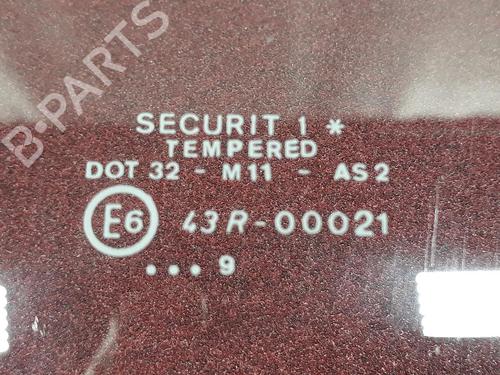 B-PARTS
SECURIT 1 *
TEMPERED
DOT 32 - M11 - AS2
E6 43R-00021
•••• 9